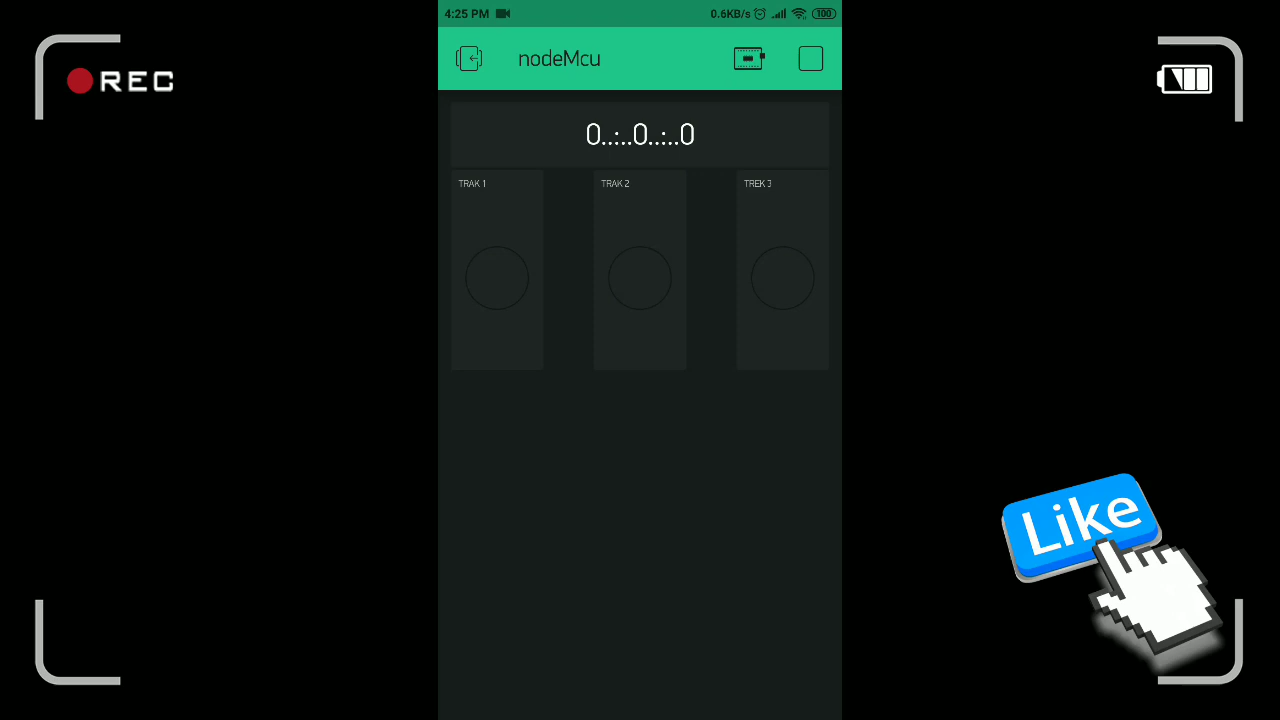 4:25 PM
0.6KB/s
100
REC
nodeMcu
0..:..0..:..0
TRAK 1
TRAK 2
TREK 3
Like